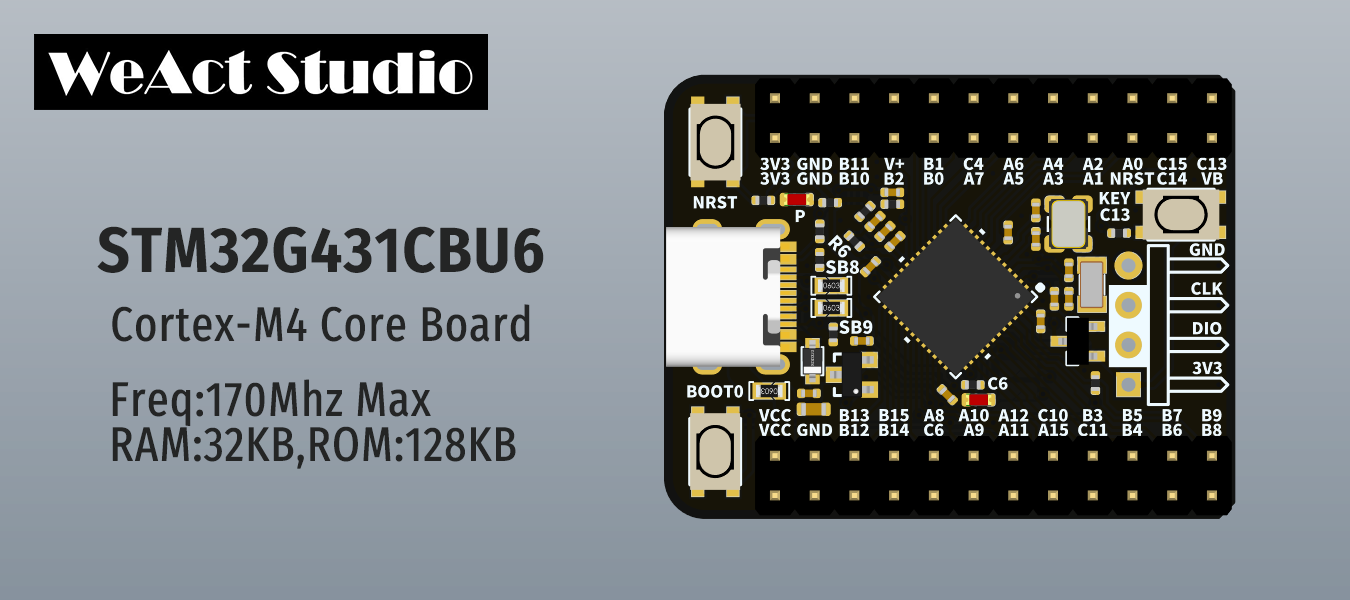 WeAct Studio
STM32G431CBU6
Cortex-M4 Core Board
Freq:170Mhz Max
RAM:32KB,ROM:128KB
3V3 GND B11 V+ B1 C4 A6 A4 A2 A0 C15 C13
3V3 GND B10 B2 B0 A7 A5 A3 A1 NRST C14 VB
NRST
P
KEY
C13
R6
SB8
0603
0603
SB9
GND
CLK
DIO
3V3
BOOT0
0603
C6
VCC B13 B15 A8 A10 A12 C10 B3 B5 B7 B9
VCC GND B12 B14 C6 A9 A11 A15 C11 B4 B6 B8